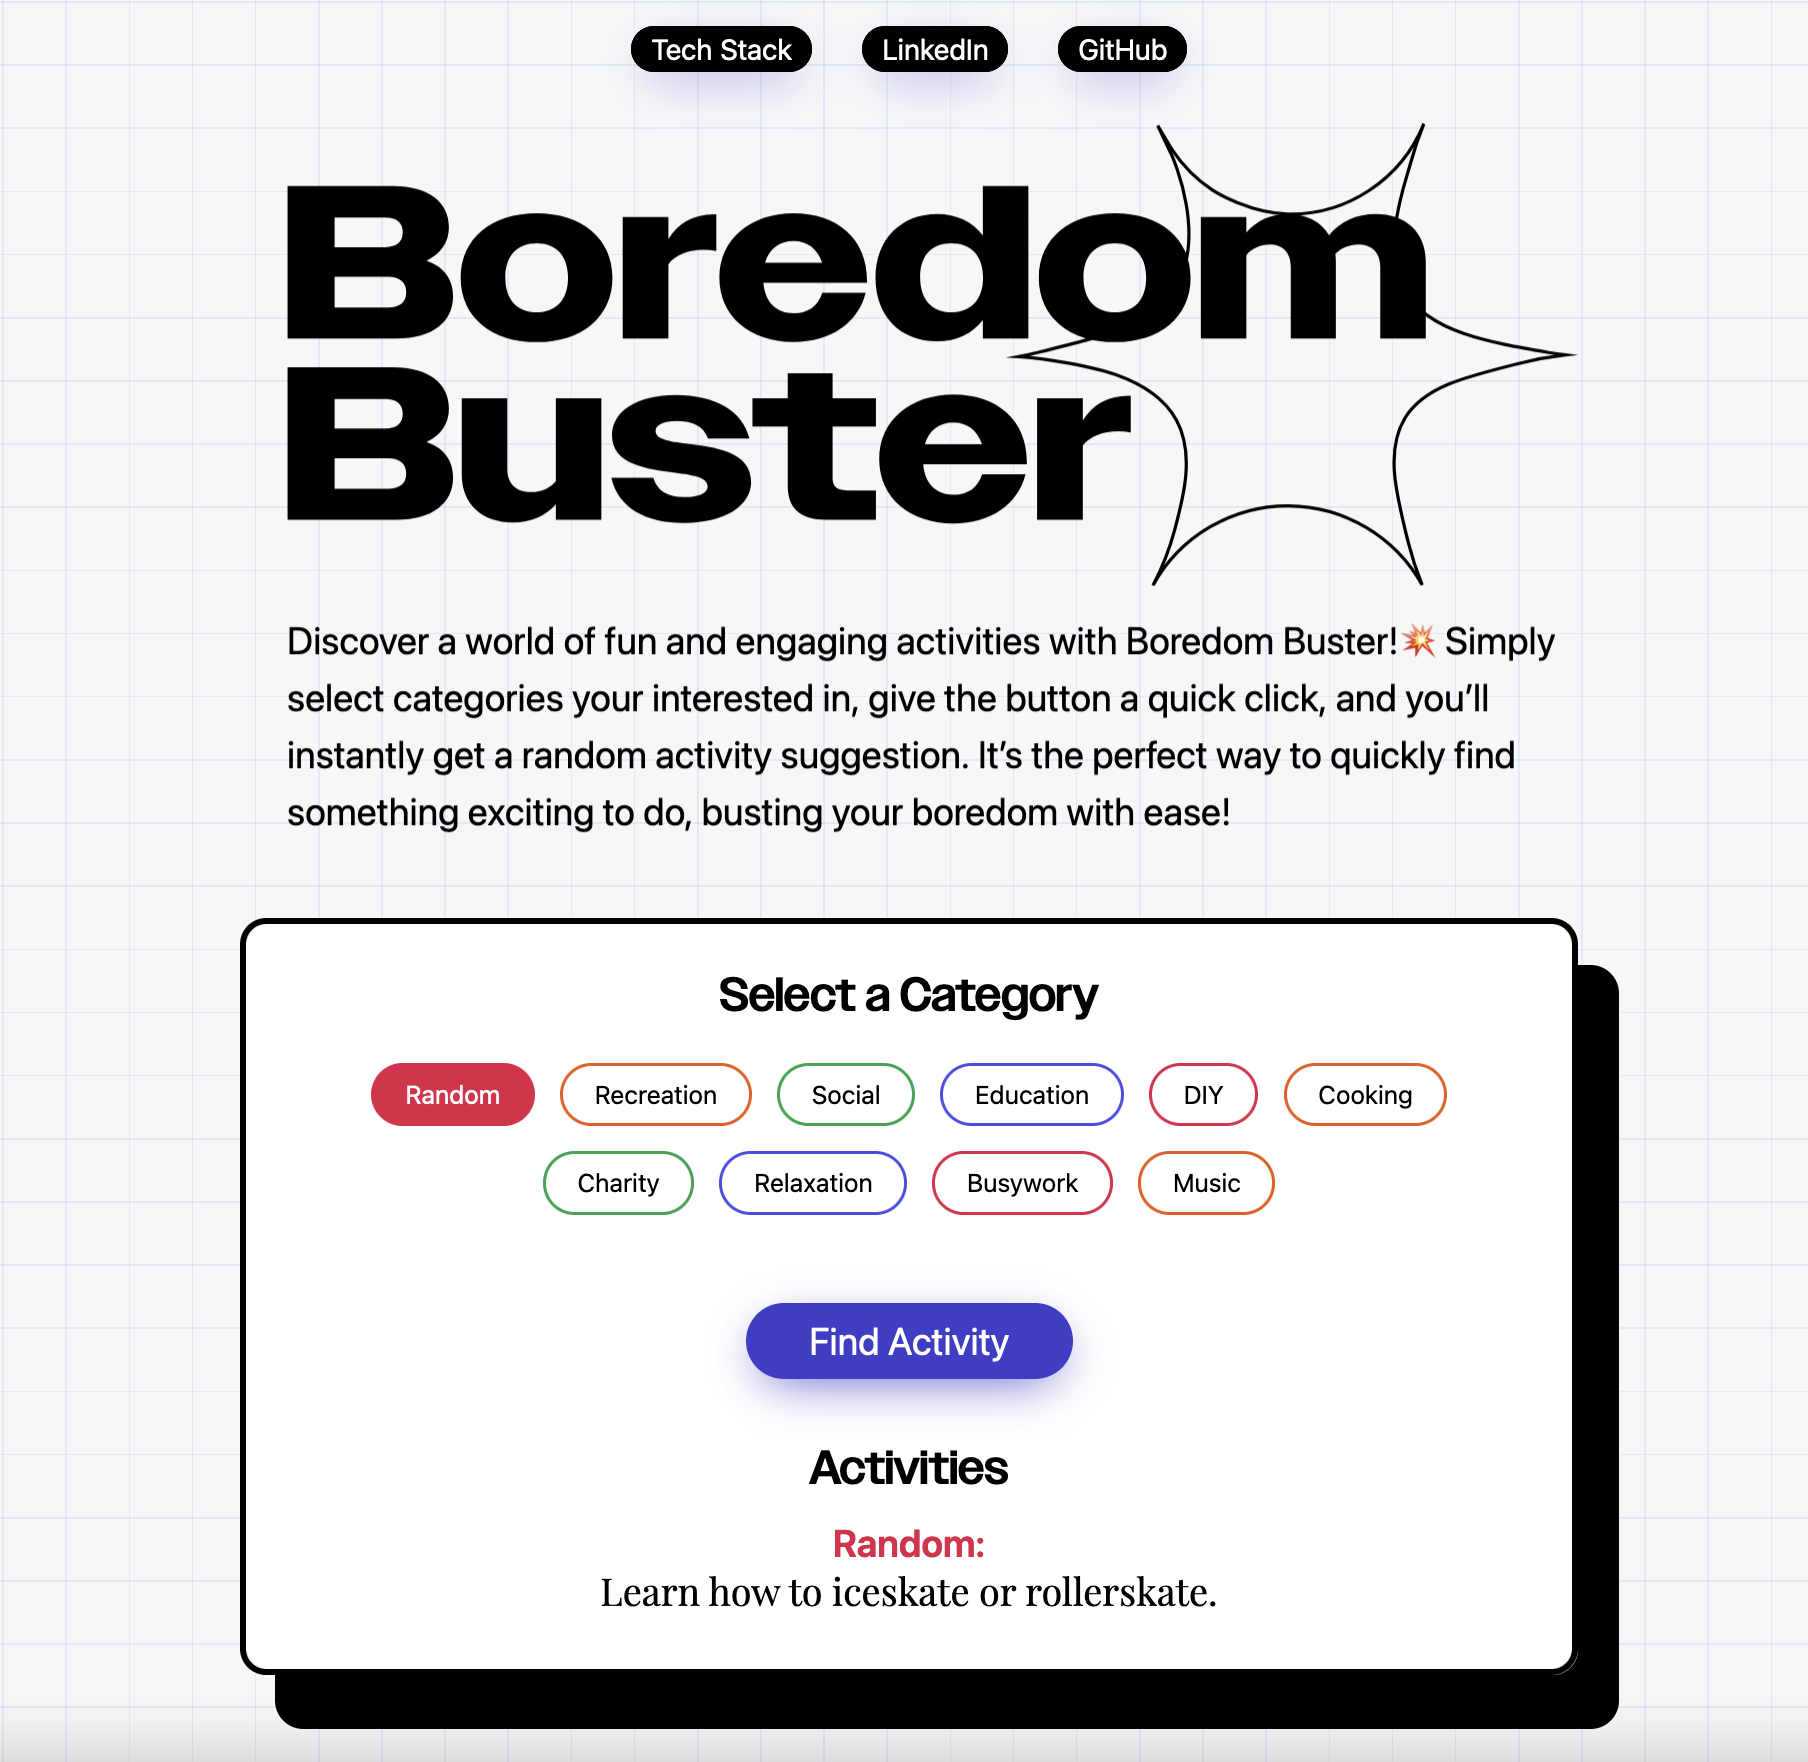 Tech Stack LinkedIn GitHub
Boredom
Buster
Discover a world of fun and engaging activities with Boredom Buster!💥 Simply
select categories your interested in, give the button a quick click, and you’ll
instantly get a random activity suggestion. It’s the perfect way to quickly find
something exciting to do, busting your boredom with ease!
Select a Category
Random Recreation Social Education DIY Cooking
Charity Relaxation Busywork Music
Find Activity
Activities
Random:
Learn how to iceskate or rollerskate.